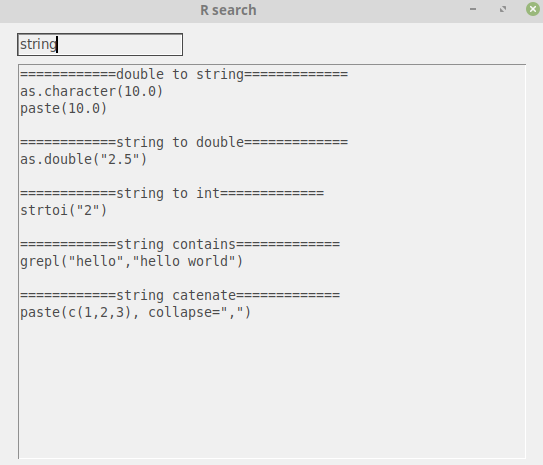 R search
string
============double to string=============
as.character(10.0)
paste(10.0)
============string to double=============
as.double("2.5")
============string to int=============
strtoi("2")
============string contains=============
grepl("hello","hello world")
============string catenate=============
paste(c(1,2,3), collapse=",")